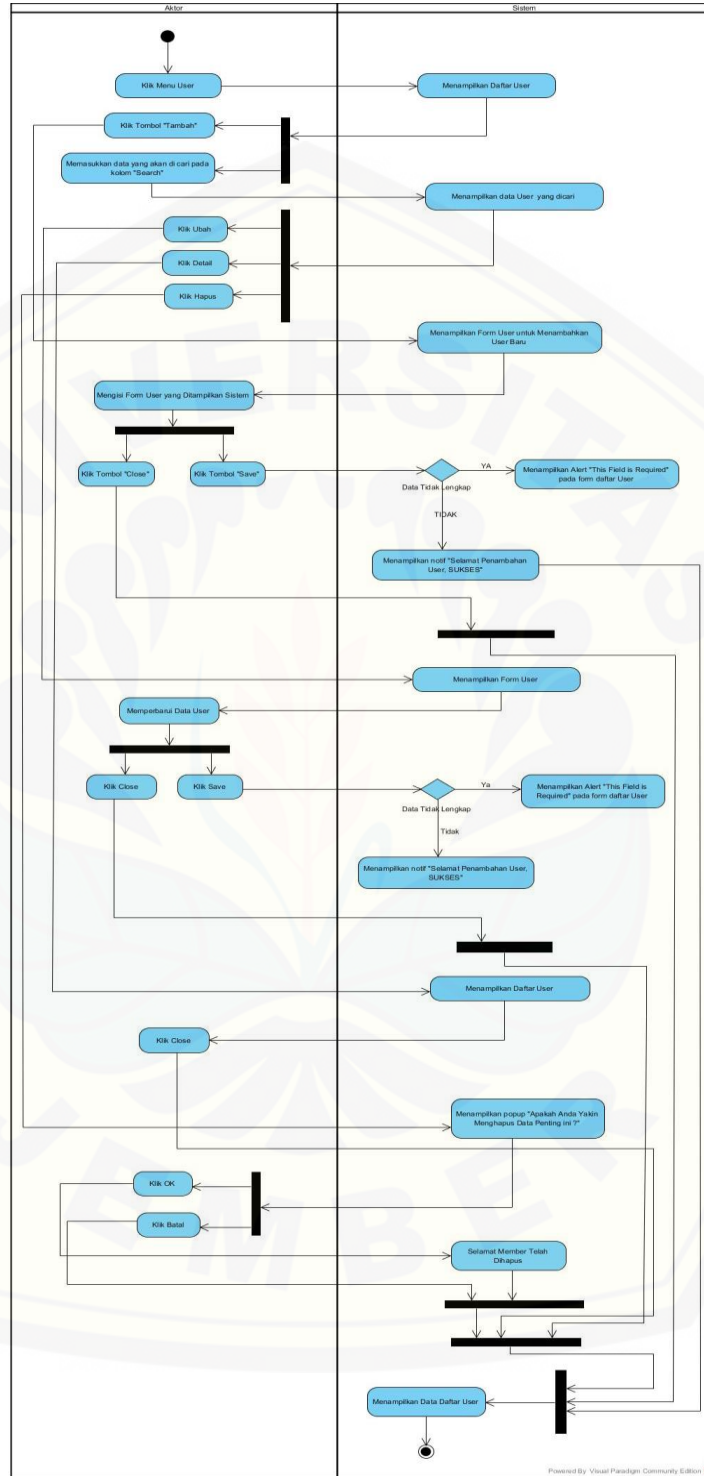 Aktor
Sistem
Klik Menu User
Menampilkan Daftar User
Klik Tombol "Tambah"
Memasukkan data yang akan di cari pada
kolom "Search"
Menampilkan data User yang dicari
Klik Ubah
Klik Detail
Klik Hapus
Menampilkan Form User untuk Menambahkan
User Baru
Mengisi Form User yang Ditampilkan Sistem
Klik Tombol "Close"
Klik Tombol "Save"
YA
Data Tidak Lengkap
Menampilkan Alert "This Field is Required"
pada form daftar User
TIDAK
Menampilkan notif "Selamat Penambahan
User, SUKSES"
Menampilkan Form User
Memperbarui Data User
Klik Close
Klik Save
Ya
Data Tidak Lengkap
Menampilkan Alert "This Field is
Required" pada form daftar User
Tidak
Menampilkan notif "Selamat Penambahan User,
SUKSES"
Menampilkan Daftar User
Klik Close
Menampilkan popup "Apakah Anda Yakin
Menghapus Data Penting ini ?"
Klik OK
Klik Batal
Selamat Member Telah
Dihapus
Menampilkan Data Daftar User
Powered By Visual Paradigm Community Edition
UNIVERSITAS
JEMBER